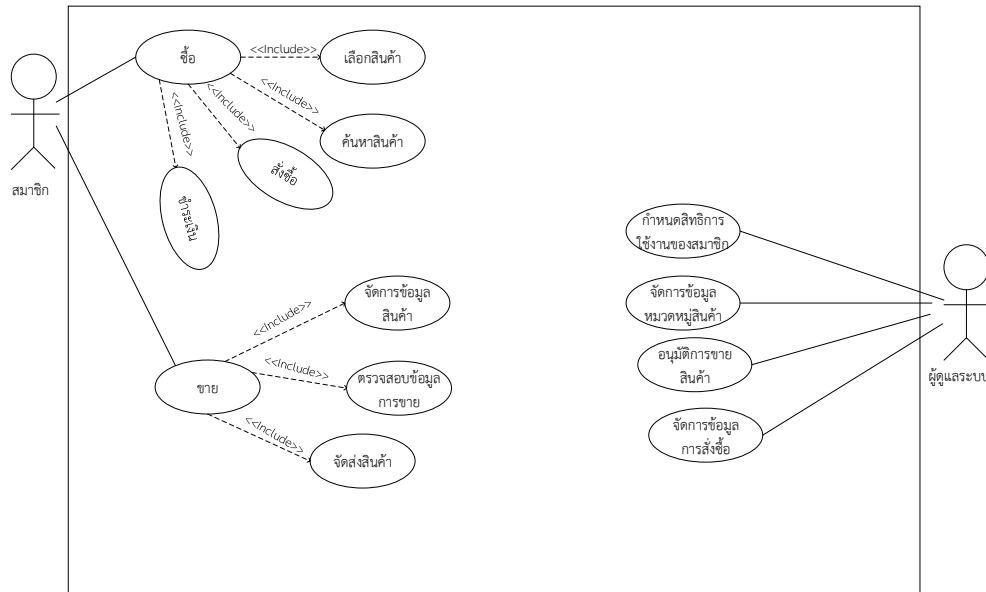 ซื้อ
<<Include>>
เลือกสินค้า
<<Include>>
ค้นหาสินค้า
<<Include>>
สั่งซื้อ
<<Include>>
ชำระเงิน
สมาชิก
กำหนดสิทธิการ
ใช้งานของสมาชิก
จัดการข้อมูล
หมวดหมู่สินค้า
อนุมัติการขาย
สินค้า
จัดการข้อมูล
การสั่งซื้อ
ผู้ดูแลระบบ
ขาย
<<Include>>
จัดการข้อมูล
สินค้า
<<Include>>
ตรวจสอบข้อมูล
การขาย
<<Include>>
จัดส่งสินค้า